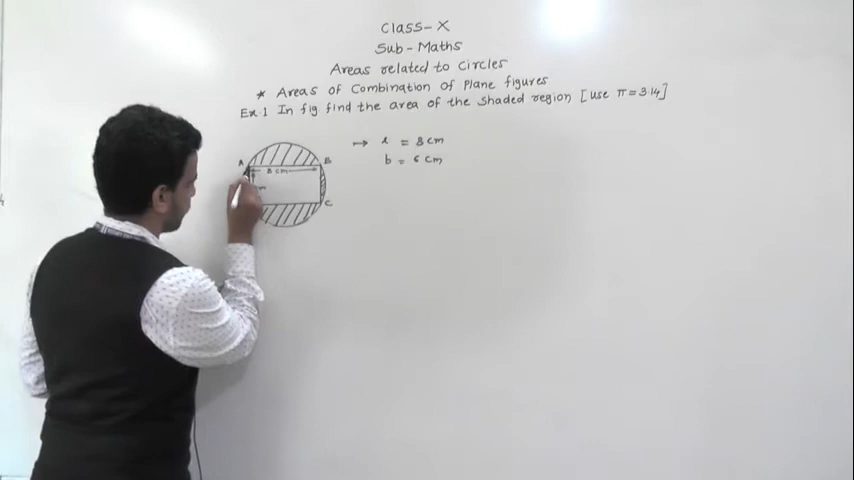 Class-X
Sub-Maths
Areas related to Circles
* Areas of Combination of Plane figures
Ex.1 In fig find the area of the shaded region [use π=3.14]
A B
8 cm
cm
C
→ l = 8 cm
b = 6 cm